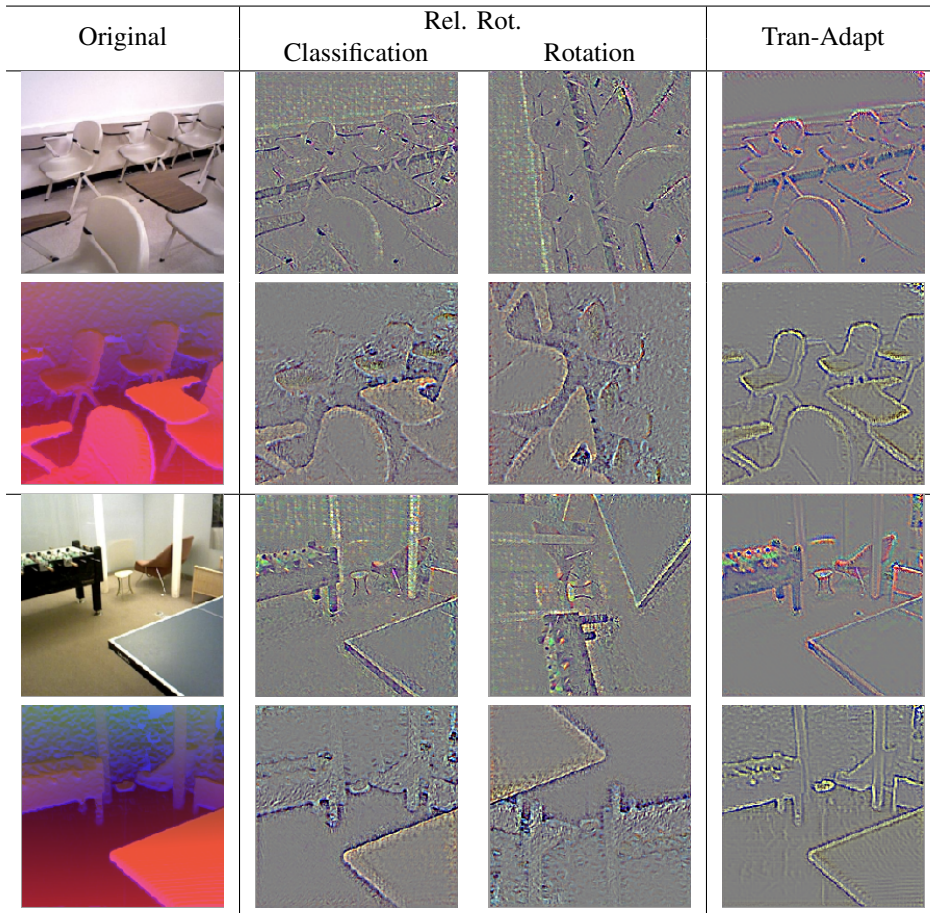 Original
Rel. Rot.
Classification
Rotation
Tran-Adapt